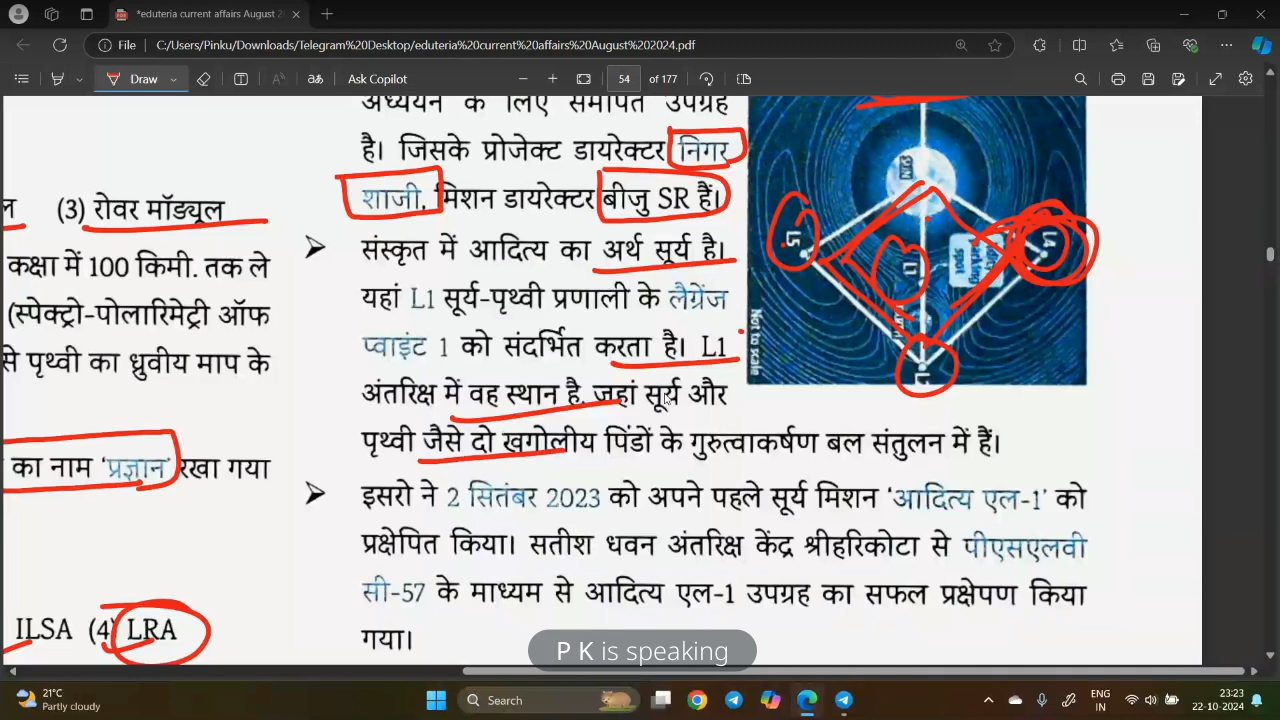 *eduteria current affairs August 2
File C:/Users/Pinku/Downloads/Telegram%20Desktop/eduteria%20current%20affairs%20August%202024.pdf
Draw
Ask Copilot
54 of 177
अध्ययन के लिए समर्पित उपग्रह
है। जिसके प्रोजेक्ट डायरेक्टर निगर
शाजी, मिशन डायरेक्टर बीजु SR हैं।
संस्कृत में आदित्य का अर्थ सूर्य है।
यहां L1 सूर्य-पृथ्वी प्रणाली के लैग्रेंज
प्वाइंट 1 को संदर्भित करता है। L1
अंतरिक्ष में वह स्थान है, जहां सूर्य और
पृथ्वी जैसे दो खगोलीय पिंडों के गुरुत्वाकर्षण बल संतुलन में हैं।
इसरो ने 2 सितंबर 2023 को अपने पहले सूर्य मिशन 'आदित्य एल-1' को
प्रक्षेपित किया। सतीश धवन अंतरिक्ष केंद्र श्रीहरिकोटा से पीएसएलवी
सी-57 के माध्यम से आदित्य एल-1 उपग्रह का सफल प्रक्षेपण किया
गया।
(3) रोवर मॉड्यूल
कक्षा में 100 किमी. तक ले
(स्पेक्ट्रो-पोलारिमेट्री ऑफ
से पृथ्वी का ध्रुवीय माप के
का नाम 'प्रज्ञान' रखा गया
ILSA (4) LRA
SUN
L5
L4
L1
parking
spot
Not to scale
P K is speaking
21°C
Partly cloudy
Search
ENG
IN
23:23
22-10-2024